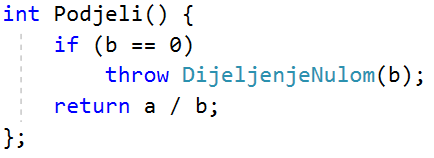 int Podjeli() {
if (b == 0)
throw DijeljenjeNulom(b);
return a / b;
};